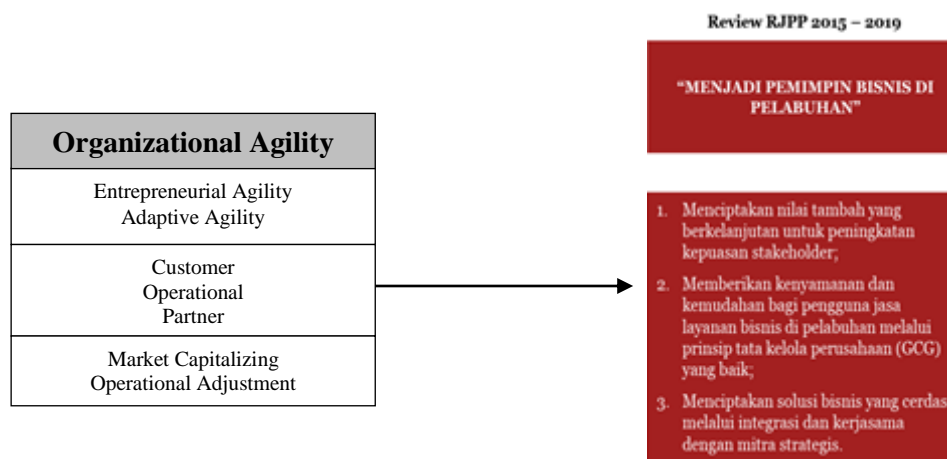 Review RJPP 2015 – 2019
“MENJADI PEMIMPIN BISNIS DI
PELABUHAN”
Organizational Agility
Entrepreneurial Agility
Adaptive Agility
Customer
Operational
Partner
Market Capitalizing
Operational Adjustment
1. Menciptakan nilai tambah yang
berkelanjutan untuk peningkatan
kepuasan stakeholder;
2. Memberikan kenyamanan dan
kemudahan bagi pengguna jasa
layanan bisnis di pelabuhan melalui
prinsip tata kelola perusahaan (GCG)
yang baik;
3. Menciptakan solusi bisnis yang cerdas
melalui integrasi dan kerjasama
dengan mitra strategis.